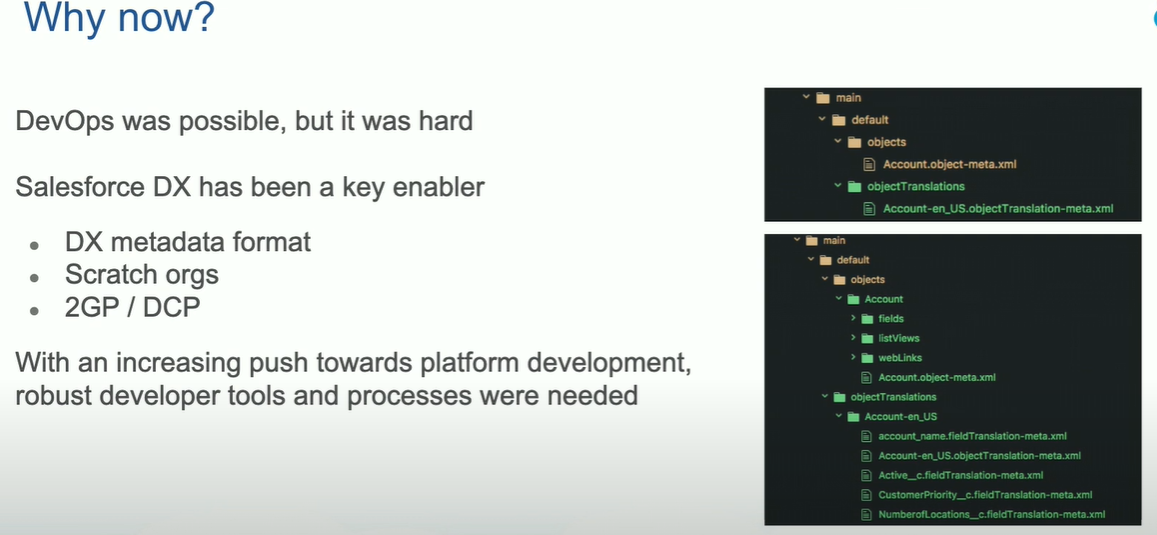 Why now?
DevOps was possible, but it was hard
Salesforce DX has been a key enabler
DX metadata format
Scratch orgs
2GP / DCP
With an increasing push towards platform development,
robust developer tools and processes were needed
main
default
objects
Account.object-meta.xml
objectTranslations
Account-en_US.objectTranslation-meta.xml
main
default
objects
Account
fields
listViews
webLinks
Account.object-meta.xml
objectTranslations
Account-en_US
account_name.fieldTranslation-meta.xml
Account-en_US.objectTranslation-meta.xml
Active__c.fieldTranslation-meta.xml
CustomerPriority__c.fieldTranslation-meta.xml
NumberofLocations__c.fieldTranslation-meta.xml